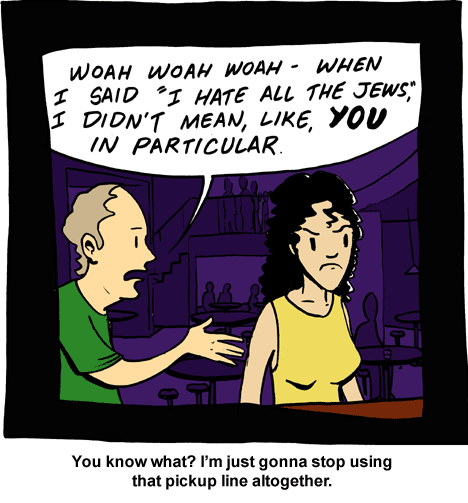 WOAH WOAH WOAH - WHEN
I SAID "I HATE ALL THE JEWS,"
I DIDN'T MEAN, LIKE, YOU
IN PARTICULAR.
You know what? I'm just gonna stop using
that pickup line altogether.